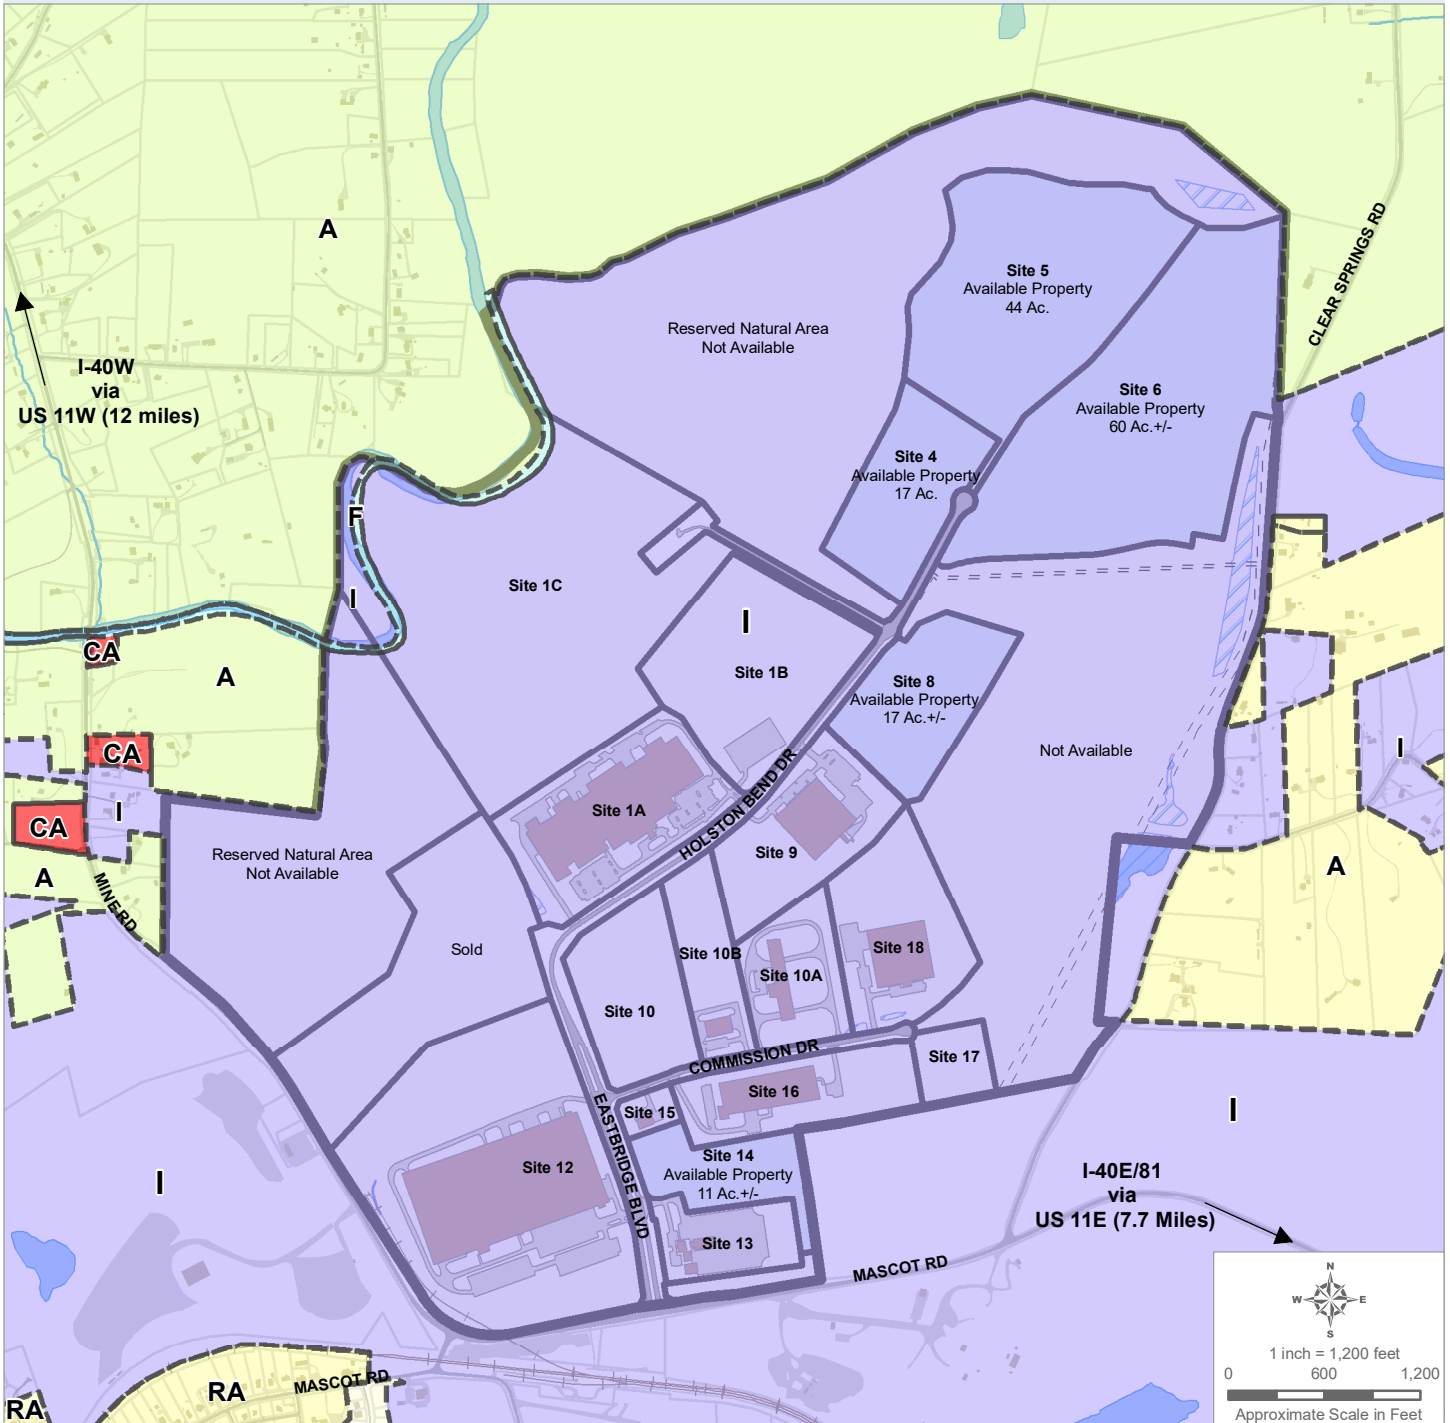 A
CLEAR SPRINGS RD
Site 5
Available Property
44 Ac.
Reserved Natural Area
Not Available
I-40W
via
US 11W (12 miles)
Site 6
Available Property
60 Ac.+/-
Site 4
Available Property
17 Ac.
F
Site 1C
I
I
CA
A
Site 1B
Site 8
Available Property
17 Ac.+/-
Not Available
I
CA
I
CA
Site 1A
HOLSTON BEND DR
Site 9
A
A
MINE RD
Reserved Natural Area
Not Available
Sold
Site 10B
Site 18
Site 10A
Site 10
COMMISSION DR
Site 17
Site 16
Site 15
EASTBRIDGE BLVD
I
Site 14
Available Property
11 Ac.+/-
Site 12
I
I-40E/81
via
US 11E (7.7 Miles)
Site 13
MASCOT RD
N
W
E
S
1 inch = 1,200 feet
0 600 1,200
Approximate Scale in Feet
RA
MASCOT RD
RA